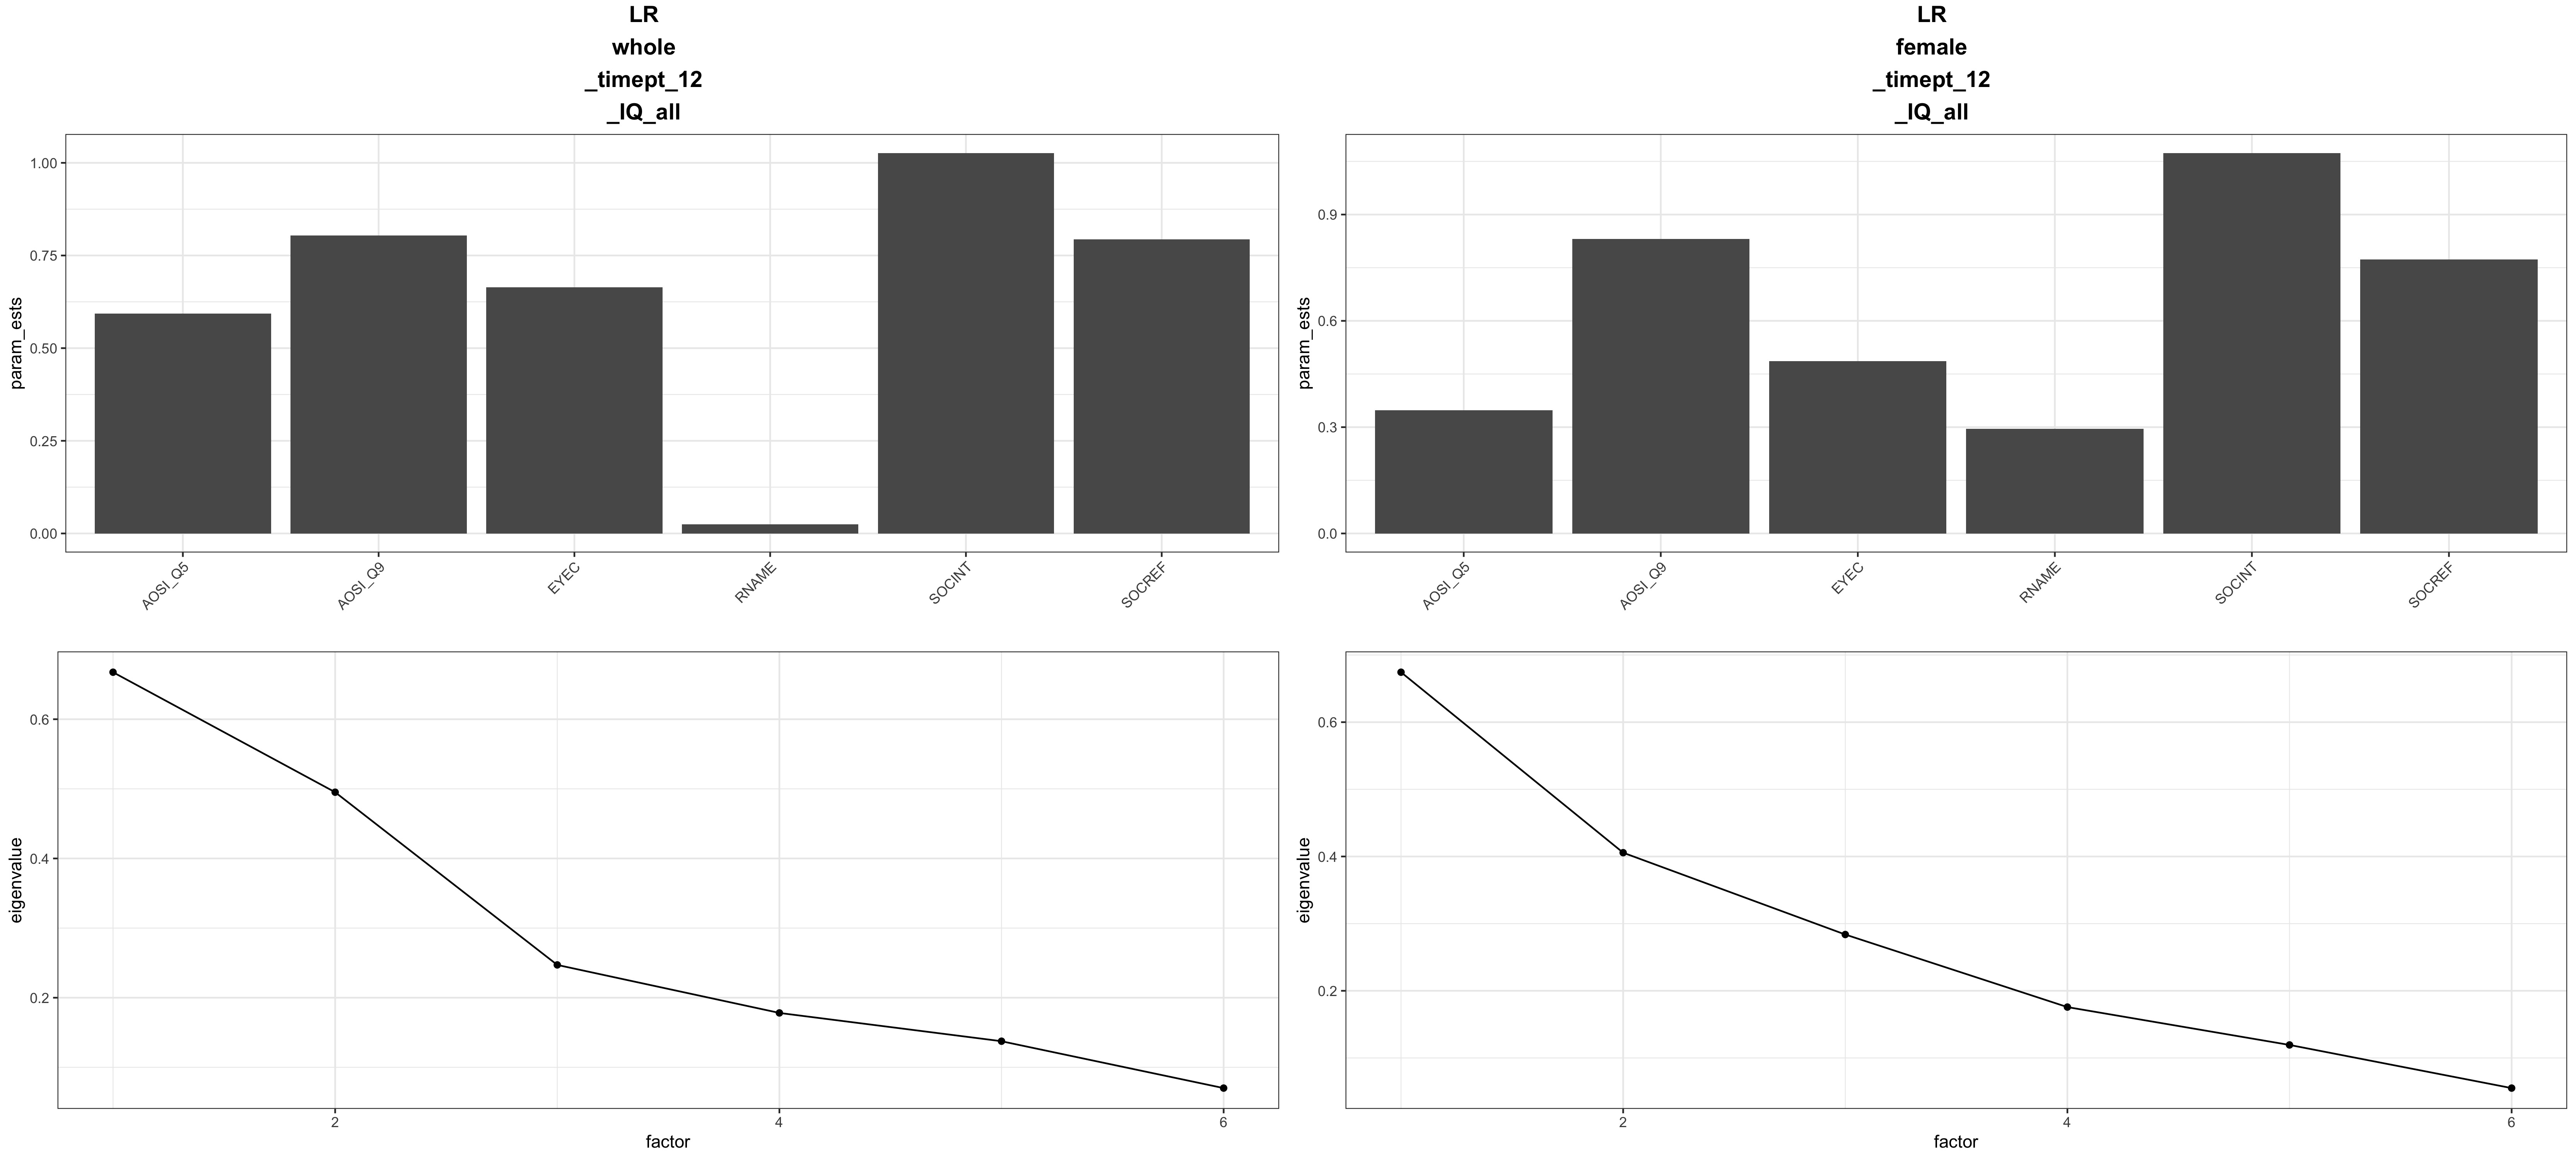 LR
whole
_timept_12
_IQ_all
param_ests
1.00
0.75
0.50
0.25
0.00
AOSI_Q5
AOSI_Q9
EYEC
RNAME
SOCINT
SOCREF
LR
female
_timept_12
_IQ_all
param_ests
0.9
0.6
0.3
0.0
AOSI_Q5
AOSI_Q9
EYEC
RNAME
SOCINT
SOCREF
eigenvalue
0.6
0.4
0.2
2
4
6
factor
eigenvalue
0.6
0.4
0.2
2
4
6
factor